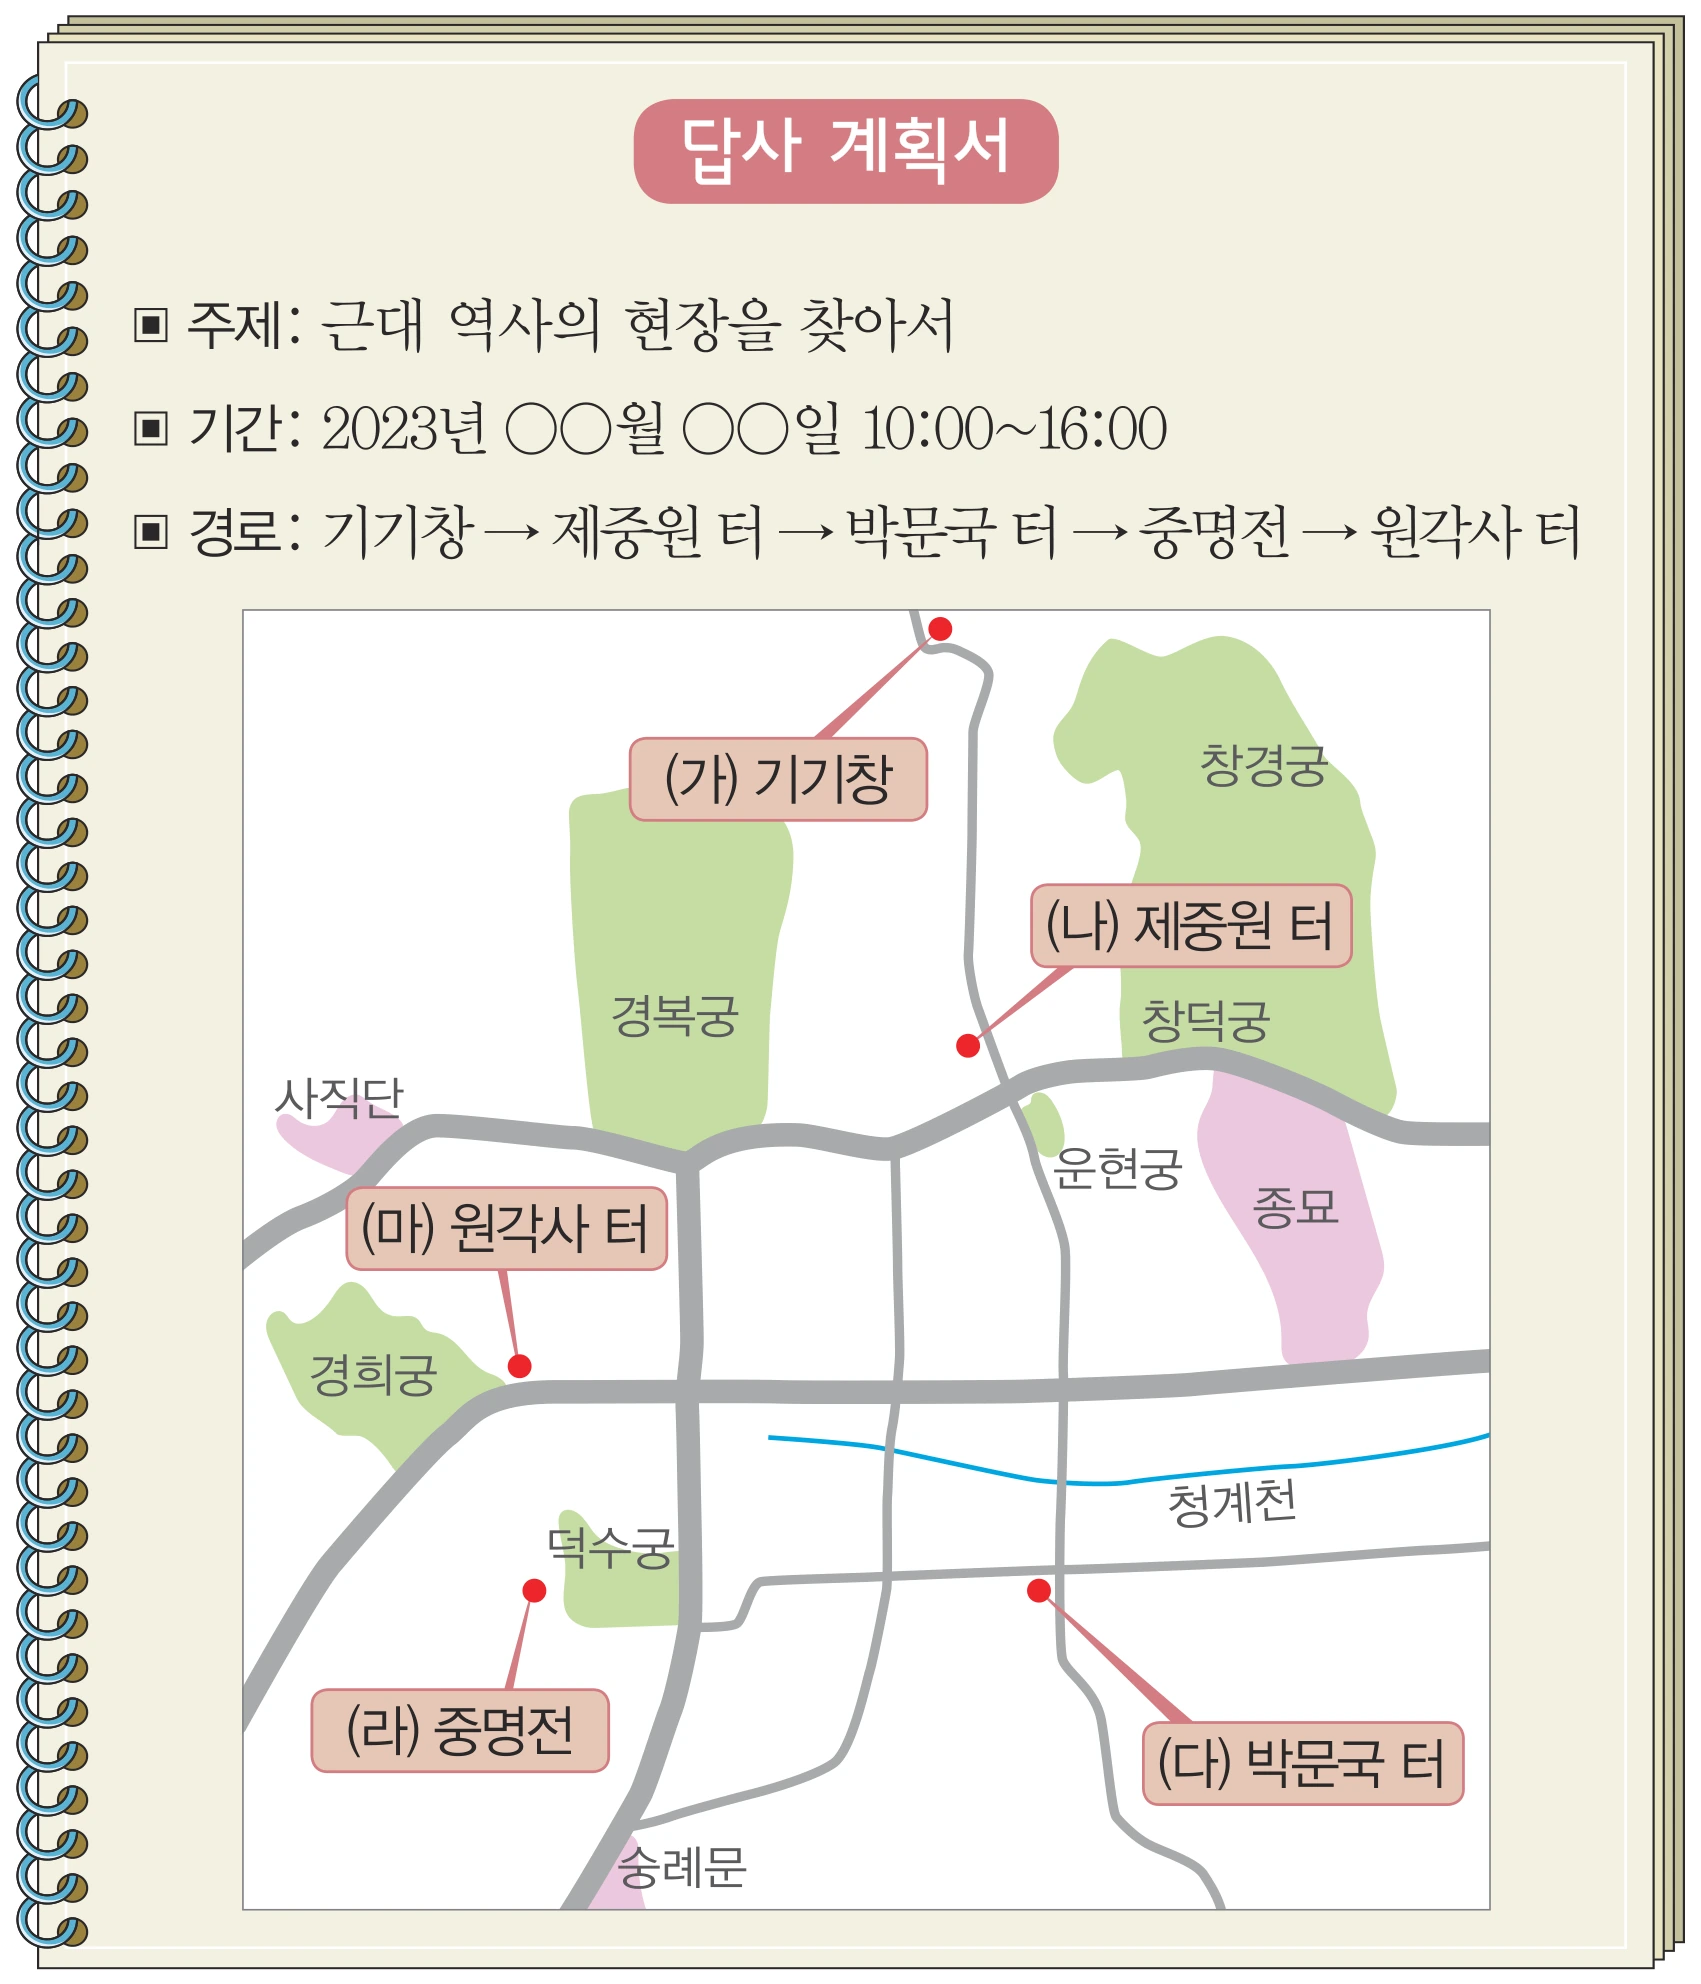 답사 계획서
▣ 주제: 근대 역사의 현장을 찾아서
▣ 기간: 2023년 ○○월 ○○일 10:00~16:00
▣ 경로: 기기창 → 제중원 터 → 박문국 터 → 중명전 → 원각사 터
(가) 기기창
창경궁
(나) 제중원 터
경복궁
창덕궁
사직단
운현궁
종묘
(마) 원각사 터
경희궁
청계천
덕수궁
(라) 중명전
(다) 박문국 터
숭례문